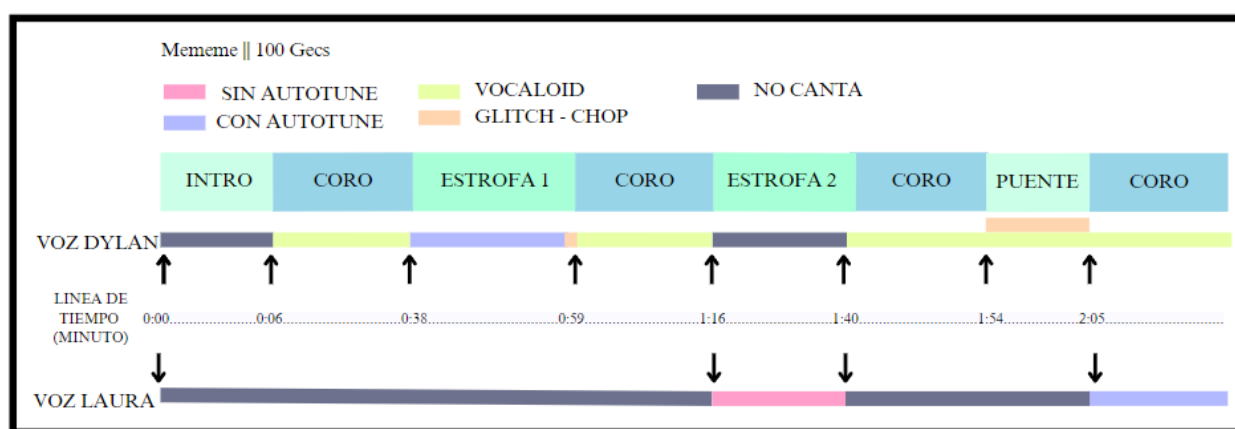 Mememe || 100 Gecs
SIN AUTOTUNE
VOCALOID
NO CANTA
CON AUTOTUNE
GLITCH - CHOP
INTRO CORO ESTROFA 1 CORO ESTROFA 2 CORO PUENTE CORO
VOZ DYLAN
LINEA DE
TIEMPO
(MINUTO)
0:00 0:06 0:38 0:59 1:16 1:40 1:54 2:05
VOZ LAURA